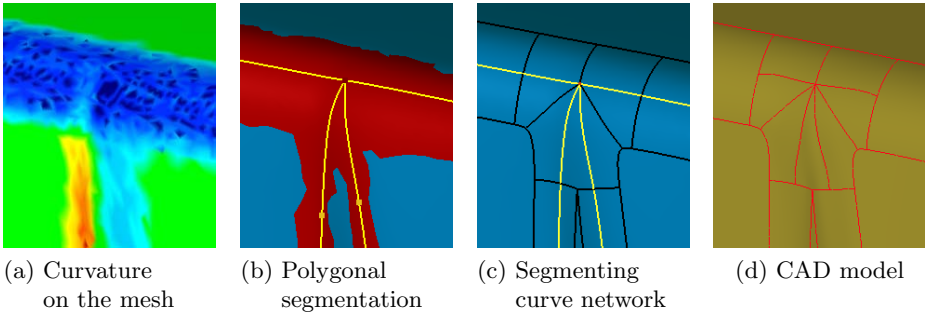 (a) Curvature
on the mesh
(b) Polygonal
segmentation
(c) Segmenting
curve network
(d) CAD model